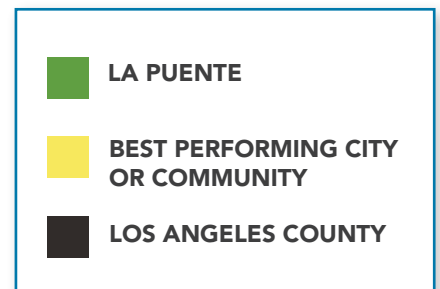 LA PUENTE
BEST PERFORMING CITY
OR COMMUNITY
LOS ANGELES COUNTY